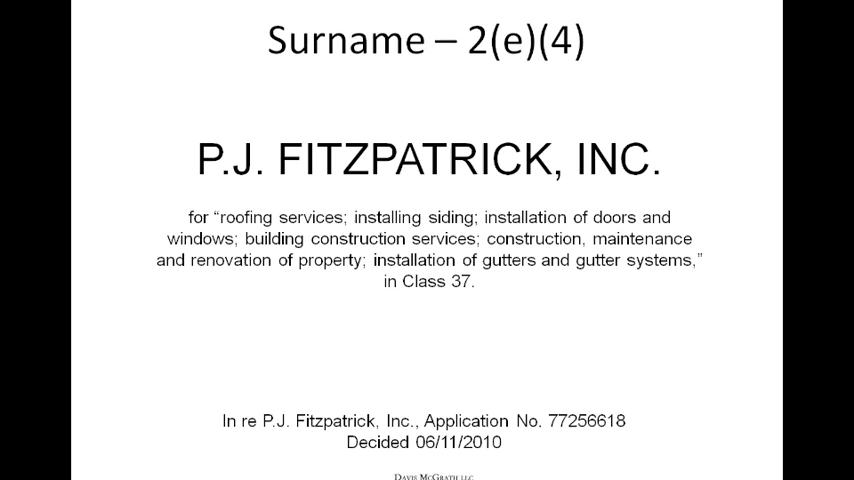 Surname – 2(e)(4)
P.J. FITZPATRICK, INC.
for “roofing services; installing siding; installation of doors and
windows; building construction services; construction, maintenance
and renovation of property; installation of gutters and gutter systems,”
in Class 37.
In re P.J. Fitzpatrick, Inc., Application No. 77256618
Decided 06/11/2010
DAVIS MCGRATH LLC